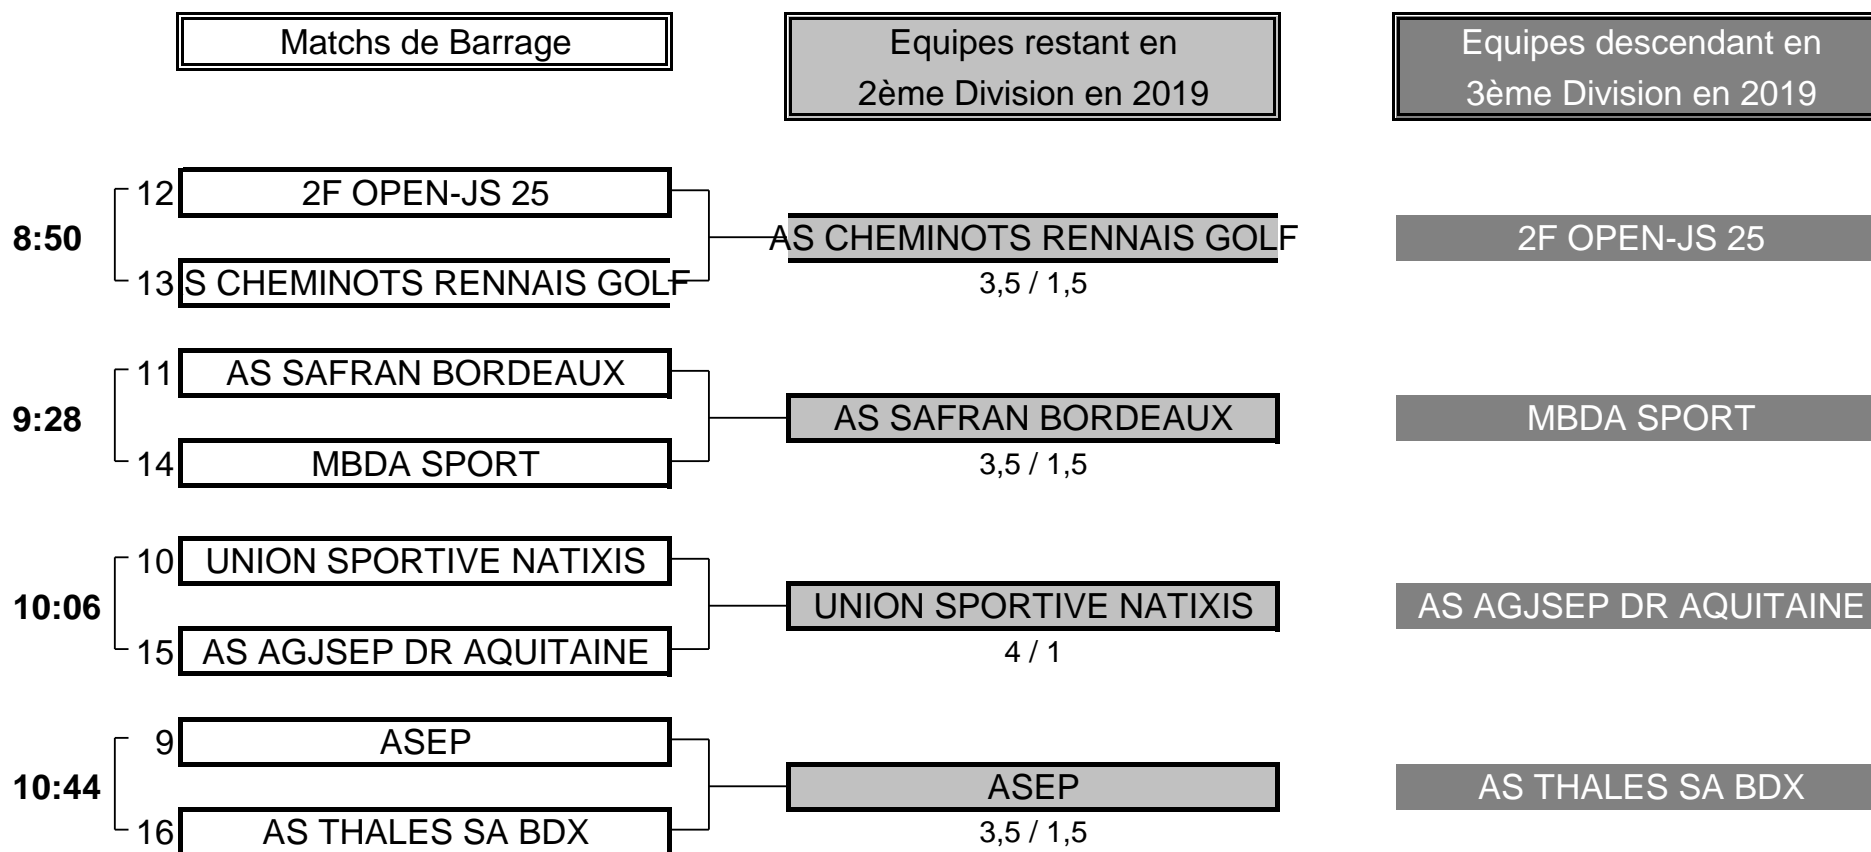 Matchs de Barrage
Equipes restant en
2ème Division en 2019
Equipes descendant en
3ème Division en 2019
12 2F OPEN-JS 25
8:50 AS CHEMINOTS RENNAIS GOLF 2F OPEN-JS 25
13 S CHEMINOTS RENNAIS GOLF 3,5 / 1,5
11 AS SAFRAN BORDEAUX
9:28 AS SAFRAN BORDEAUX MBDA SPORT
14 MBDA SPORT 3,5 / 1,5
10 UNION SPORTIVE NATIXIS
10:06 UNION SPORTIVE NATIXIS AS AGJSEP DR AQUITAINE
15 AS AGJSEP DR AQUITAINE 4 / 1
9 ASEP
10:44 ASEP AS THALES SA BDX
16 AS THALES SA BDX 3,5 / 1,5